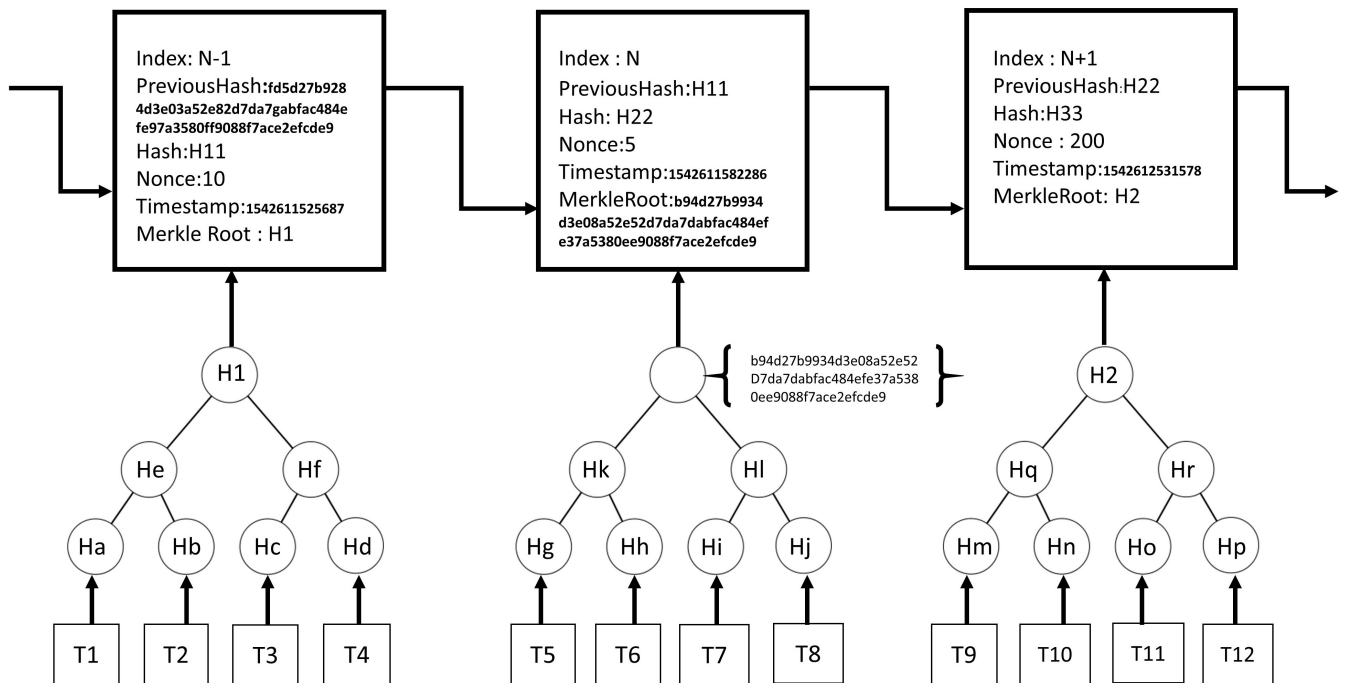 Index: N-1
PreviousHash:fd5d27b928
4d3e03a52e82d7da7gabfac484e
fe97a3580ff9088f7ace2efcde9
Hash:H11
Nonce:10
Timestamp:1542611525687
Merkle Root : H1
Index : N
PreviousHash:H11
Hash: H22
Nonce:5
Timestamp:1542611582286
MerkleRoot:b94d27b9934
d3e08a52e52d7da7dabfac484ef
e37a5380ee9088f7ace2efcde9
Index : N+1
PreviousHash:H22
Hash:H33
Nonce : 200
Timestamp:1542612531578
MerkleRoot: H2
H1
b94d27b9934d3e08a52e52
D7da7dabfac484efe37a538
0ee9088f7ace2efcde9
H2
He
Hf
Hk
Hl
Hq
Hr
Ha
Hb
Hc
Hd
Hg
Hh
Hi
Hj
Hm
Hn
Ho
Hp
T1
T2
T3
T4
T5
T6
T7
T8
T9
T10
T11
T12